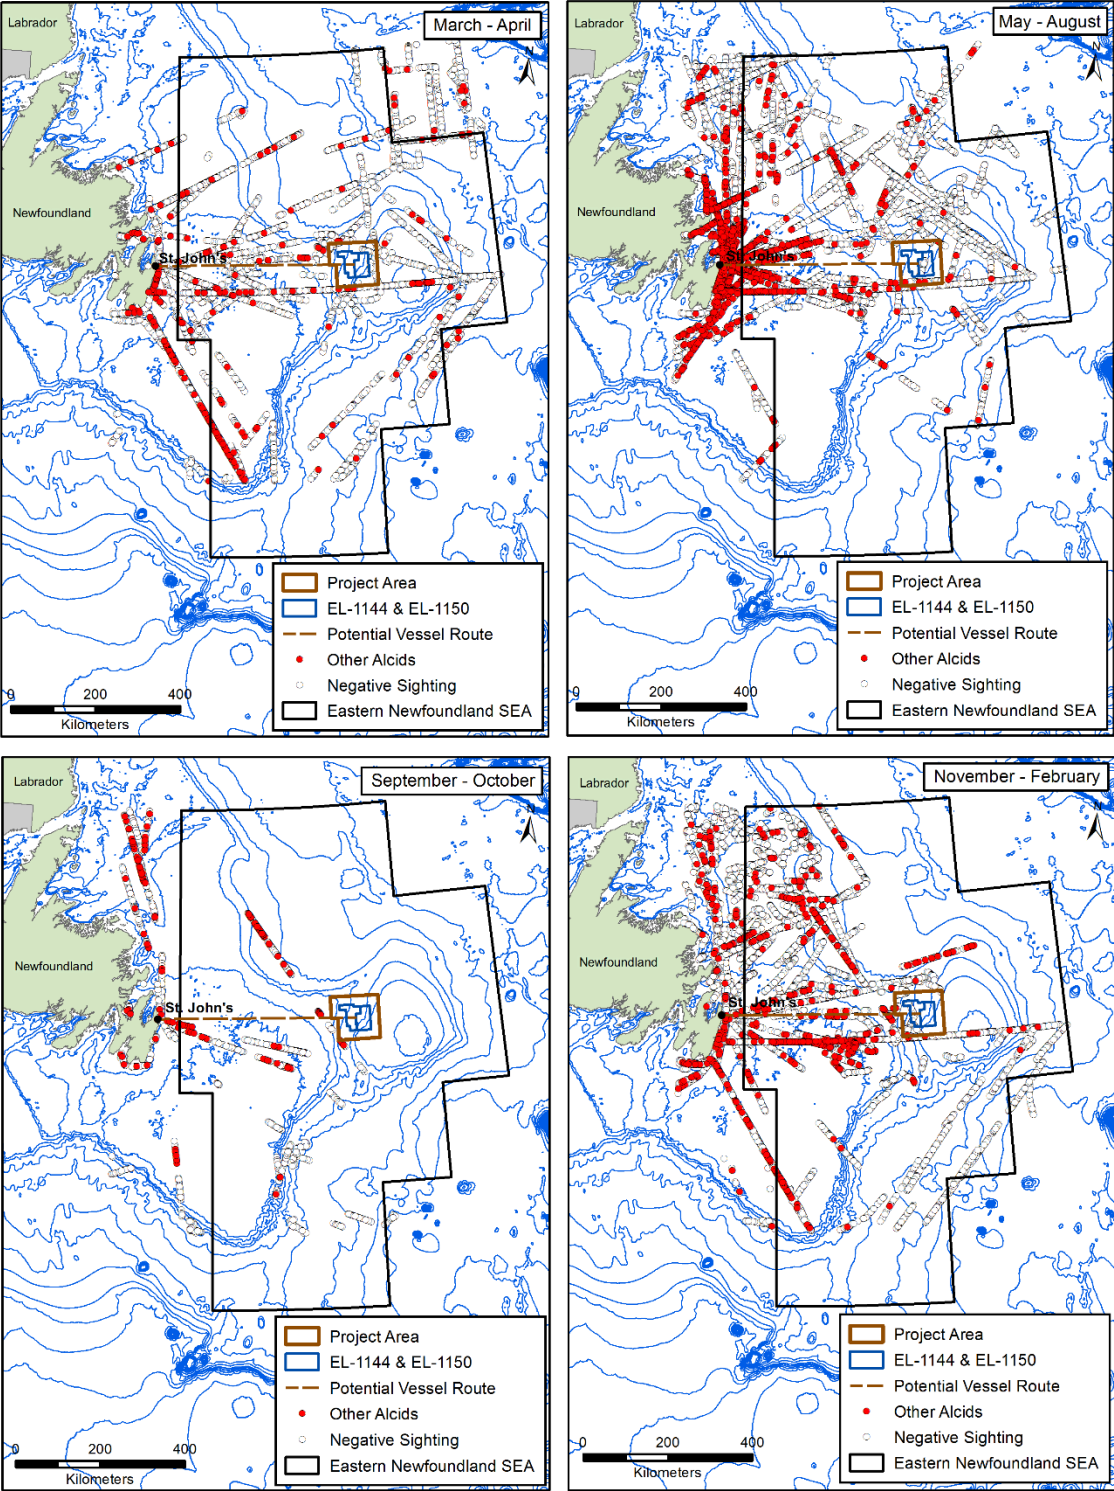 Labrador
March - April
N
Newfoundland
St. John's
Project Area
EL-1144 & EL-1150
Potential Vessel Route
Other Alcids
Negative Sighting
Eastern Newfoundland SEA
0 200 400
Kilometers
Labrador
May - August
N
Newfoundland
St. John's
Project Area
EL-1144 & EL-1150
Potential Vessel Route
Other Alcids
Negative Sighting
Eastern Newfoundland SEA
0 200 400
Kilometers
Labrador
September - October
N
Newfoundland
St. John's
Project Area
EL-1144 & EL-1150
Potential Vessel Route
Other Alcids
Negative Sighting
Eastern Newfoundland SEA
0 200 400
Kilometers
Labrador
November - February
N
Newfoundland
St. John's
Project Area
EL-1144 & EL-1150
Potential Vessel Route
Other Alcids
Negative Sighting
Eastern Newfoundland SEA
0 200 400
Kilometers